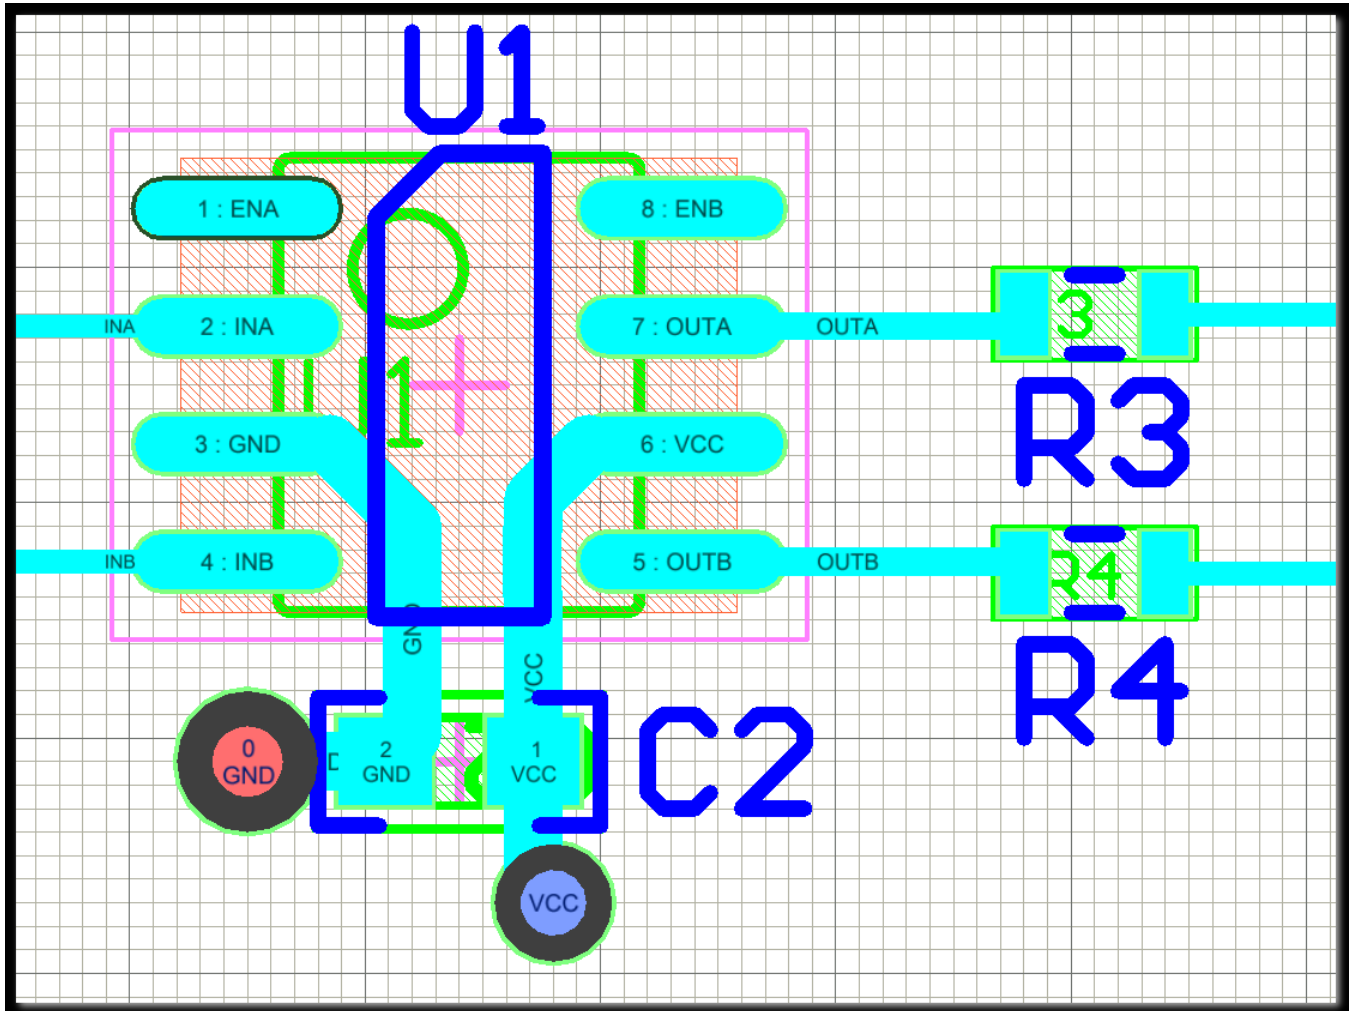 U1
1 : ENA
8 : ENB
INA
2 : INA
7 : OUTA
OUTA
3
R3
1
3 : GND
6 : VCC
INB
4 : INB
5 : OUTB
OUTB
R4
R4
GND
VCC
0
GND
D
2
GND
1
VCC
C2
VCC